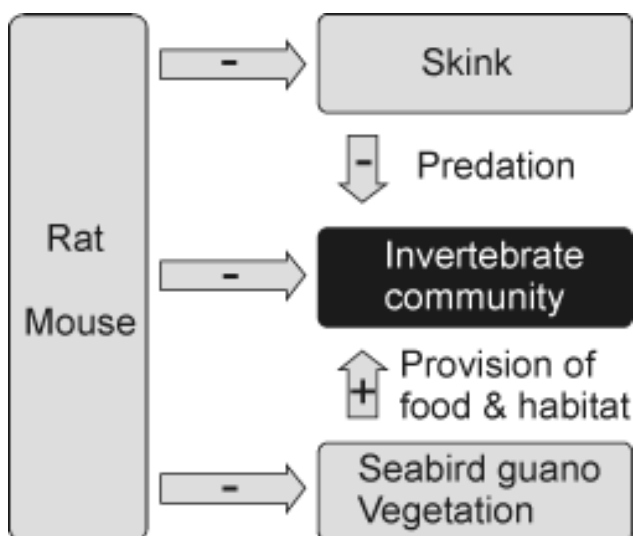 Rat
Mouse
-
Skink
-
Predation
-
Invertebrate
community
+
Provision of
food & habitat
-
Seabird guano
Vegetation